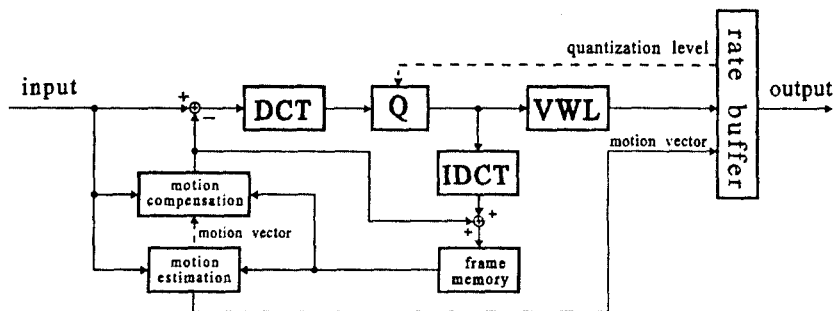 quantization level
input
+
−
DCT
Q
VWL
rate buffer
output
motion vector
IDCT
motion
compensation
+
+
motion vector
motion
estimation
frame
memory